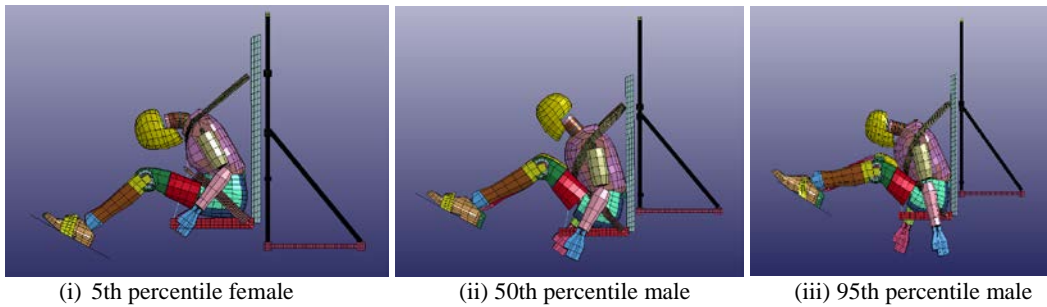 (i) 5th percentile female
(ii) 50th percentile male
(iii) 95th percentile male